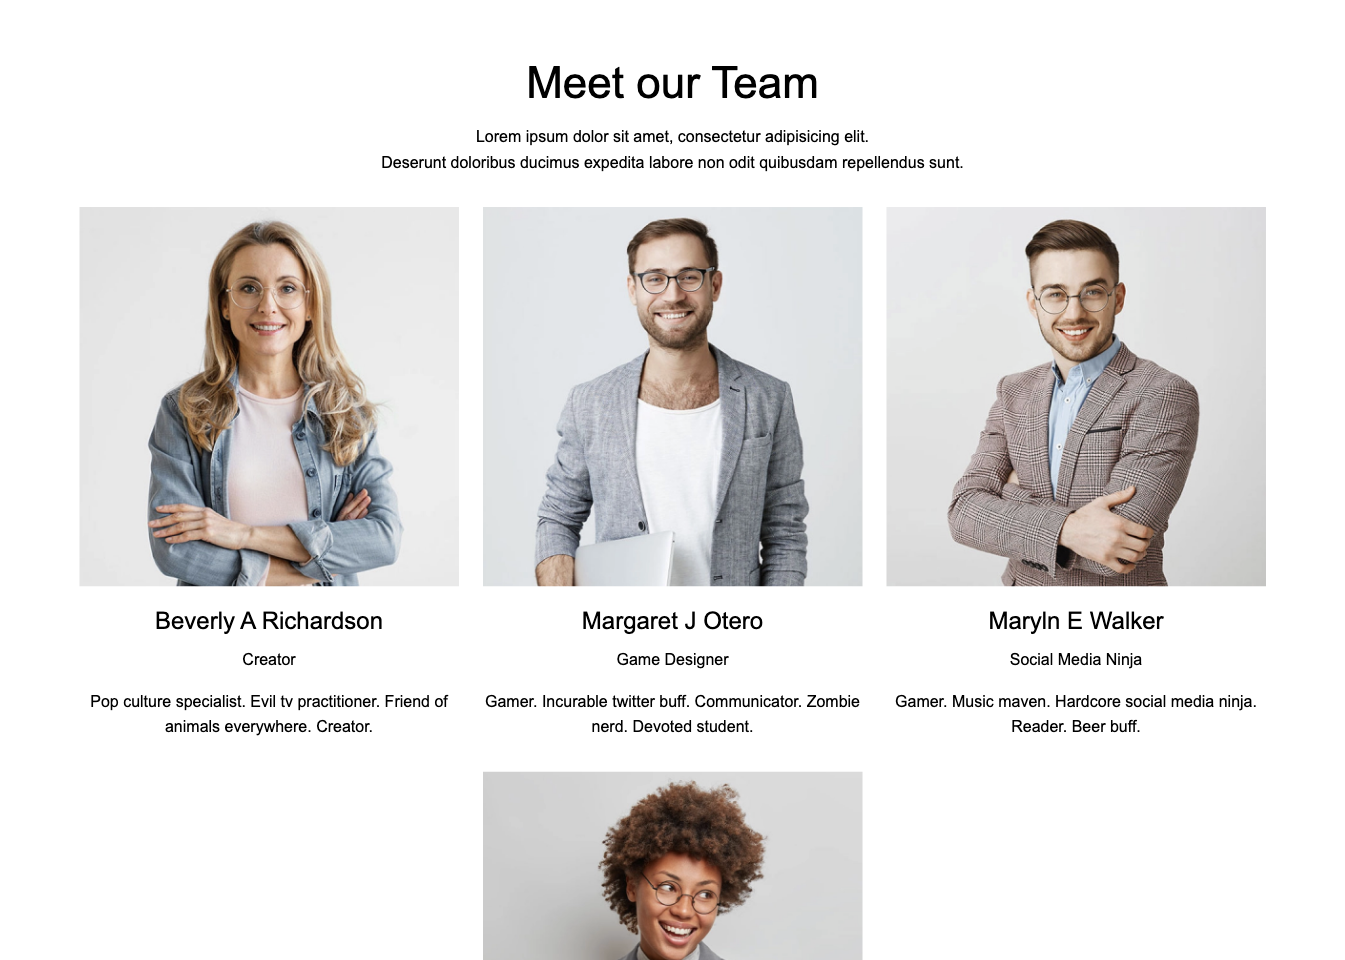 Meet our Team
Lorem ipsum dolor sit amet, consectetur adipisicing elit.
Deserunt doloribus ducimus expedita labore non odit quibusdam repellendus sunt.
Beverly A Richardson
Creator
Pop culture specialist. Evil tv practitioner. Friend of
animals everywhere. Creator.
Margaret J Otero
Game Designer
Gamer. Incurable twitter buff. Communicator. Zombie
nerd. Devoted student.
Maryln E Walker
Social Media Ninja
Gamer. Music maven. Hardcore social media ninja.
Reader. Beer buff.